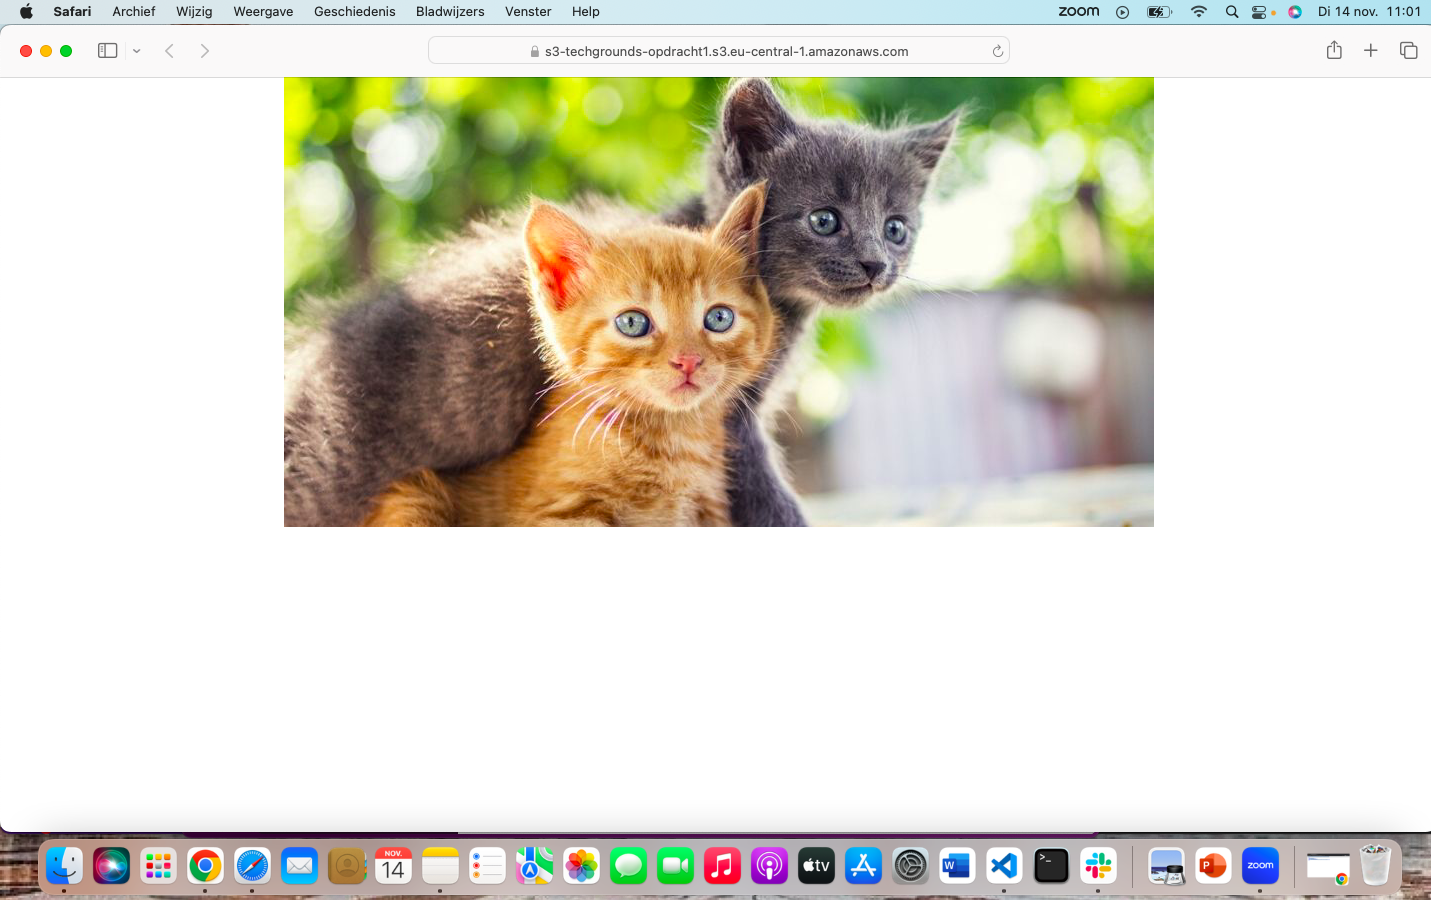 Safari Archief Wijzig Weergave Geschiedenis Bladwijzers Venster Help zoom Di 14 nov. 11:01
s3-techgrounds-opdracht1.s3.eu-central-1.amazonaws.com
NOV.
14
tv
W
>_
P
zoom